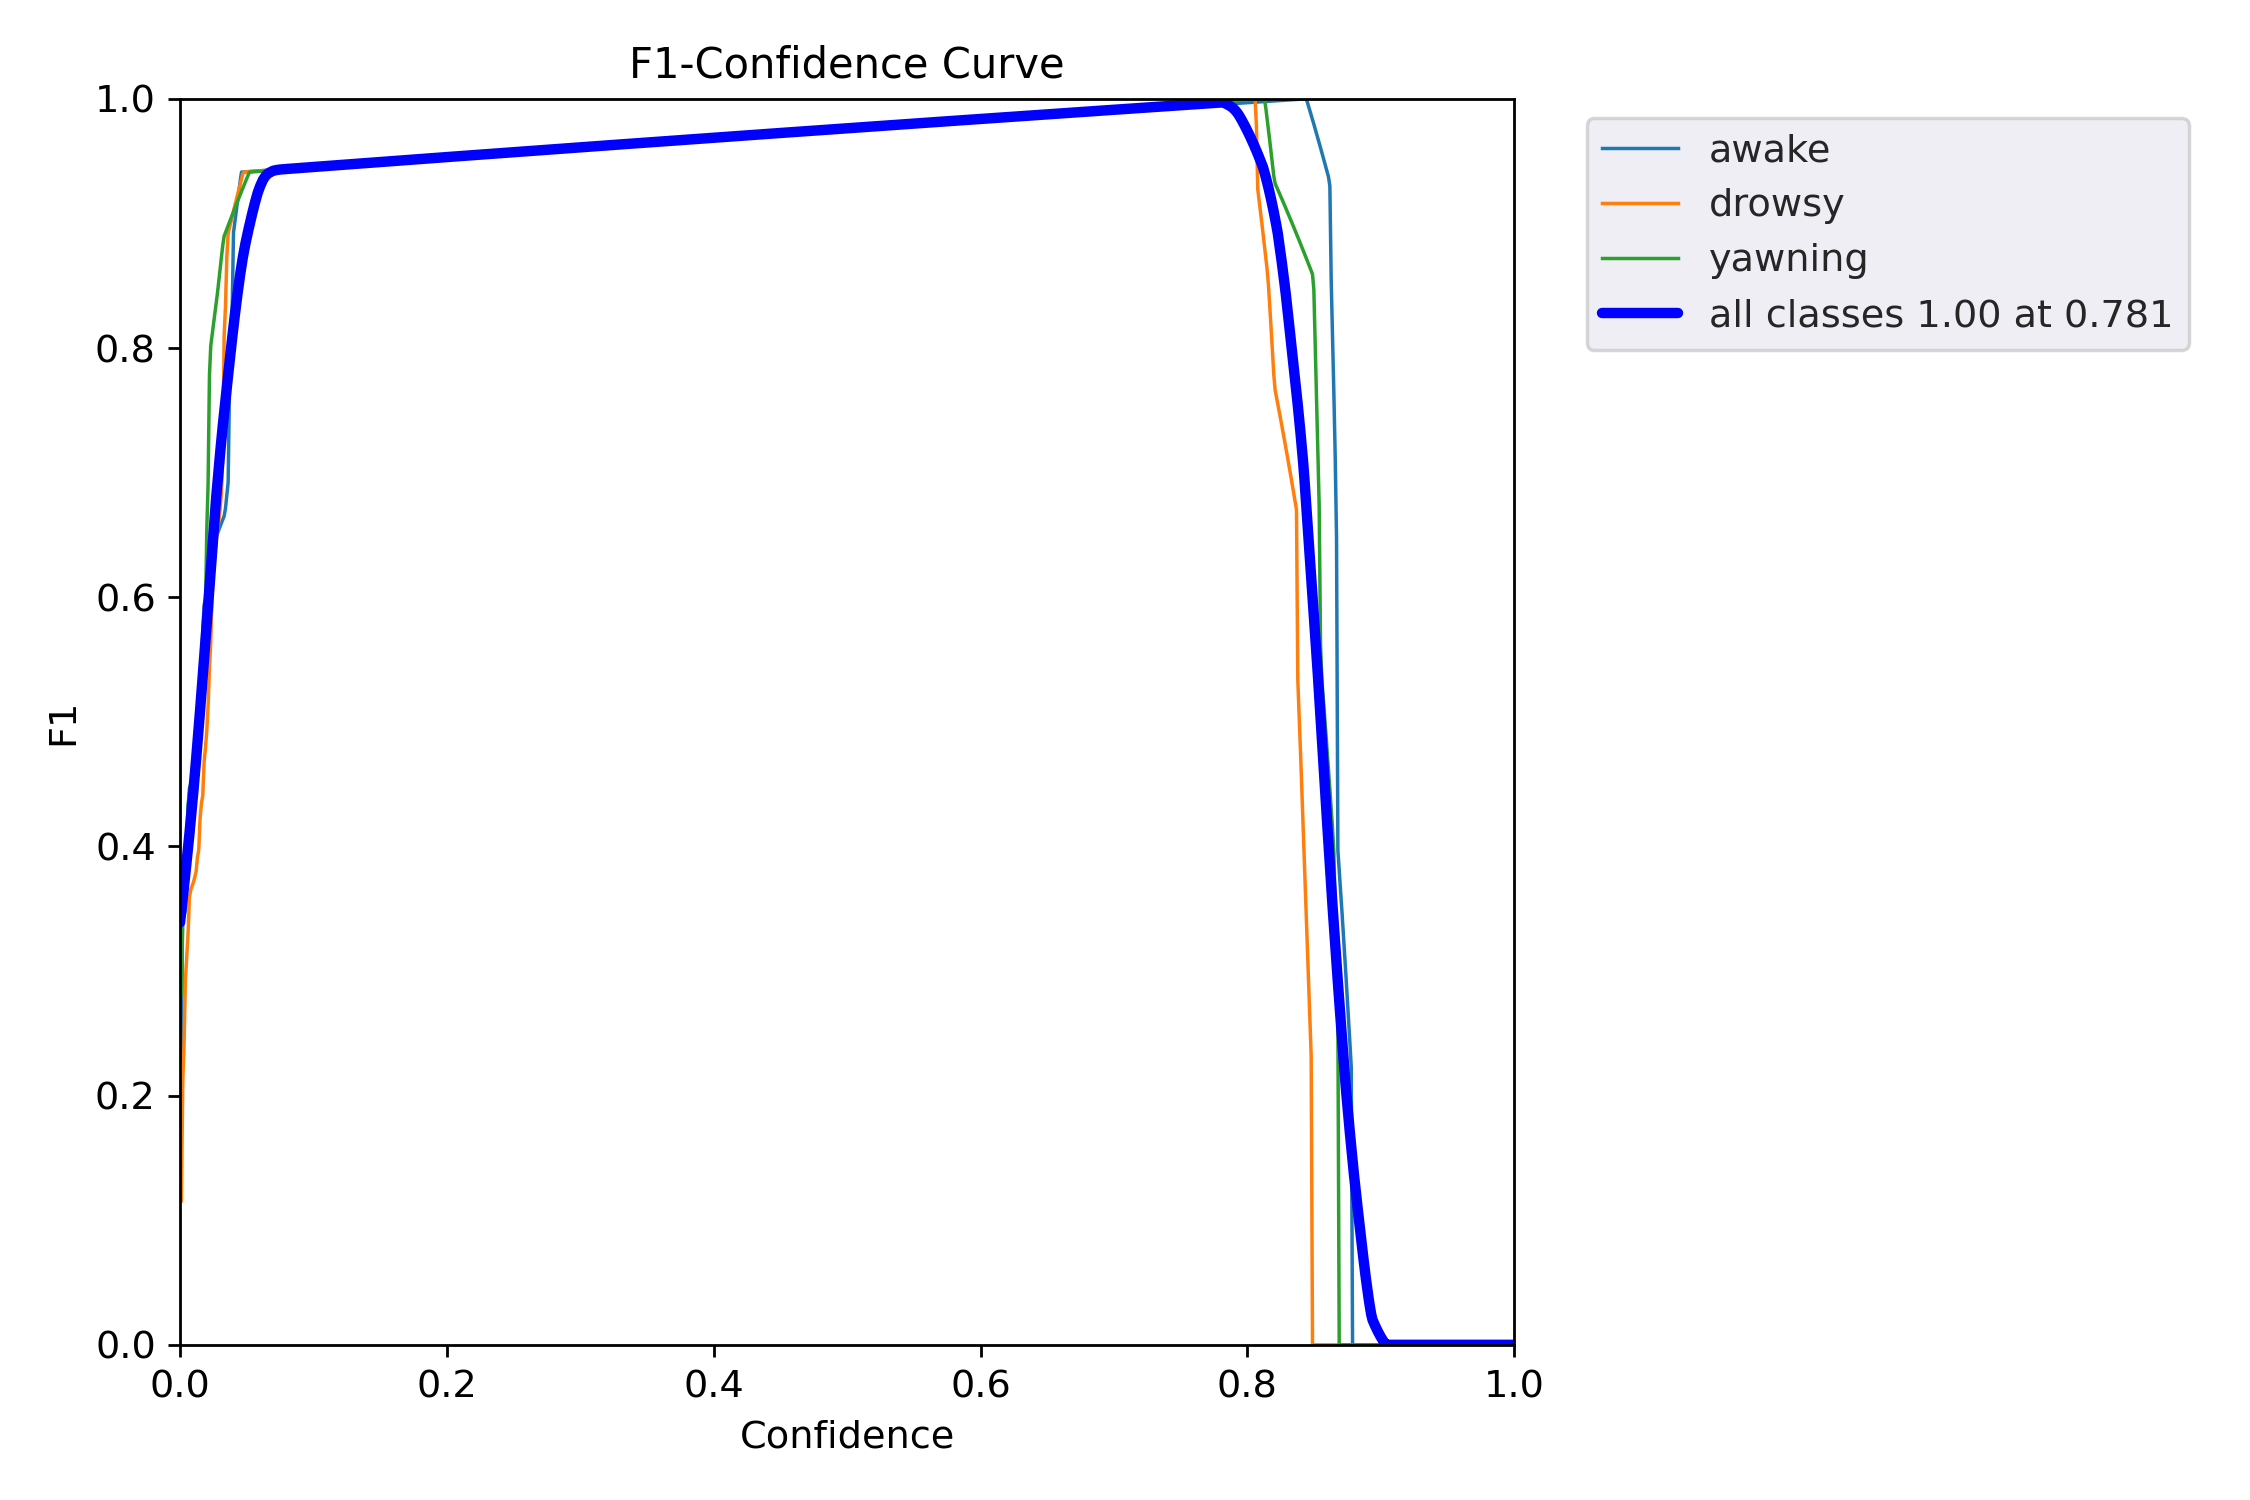 F1-Confidence Curve
1.0
0.8
0.6
0.4
0.2
0.0
F1
0.0 0.2 0.4 0.6 0.8 1.0
Confidence
awake
drowsy
yawning
all classes 1.00 at 0.781